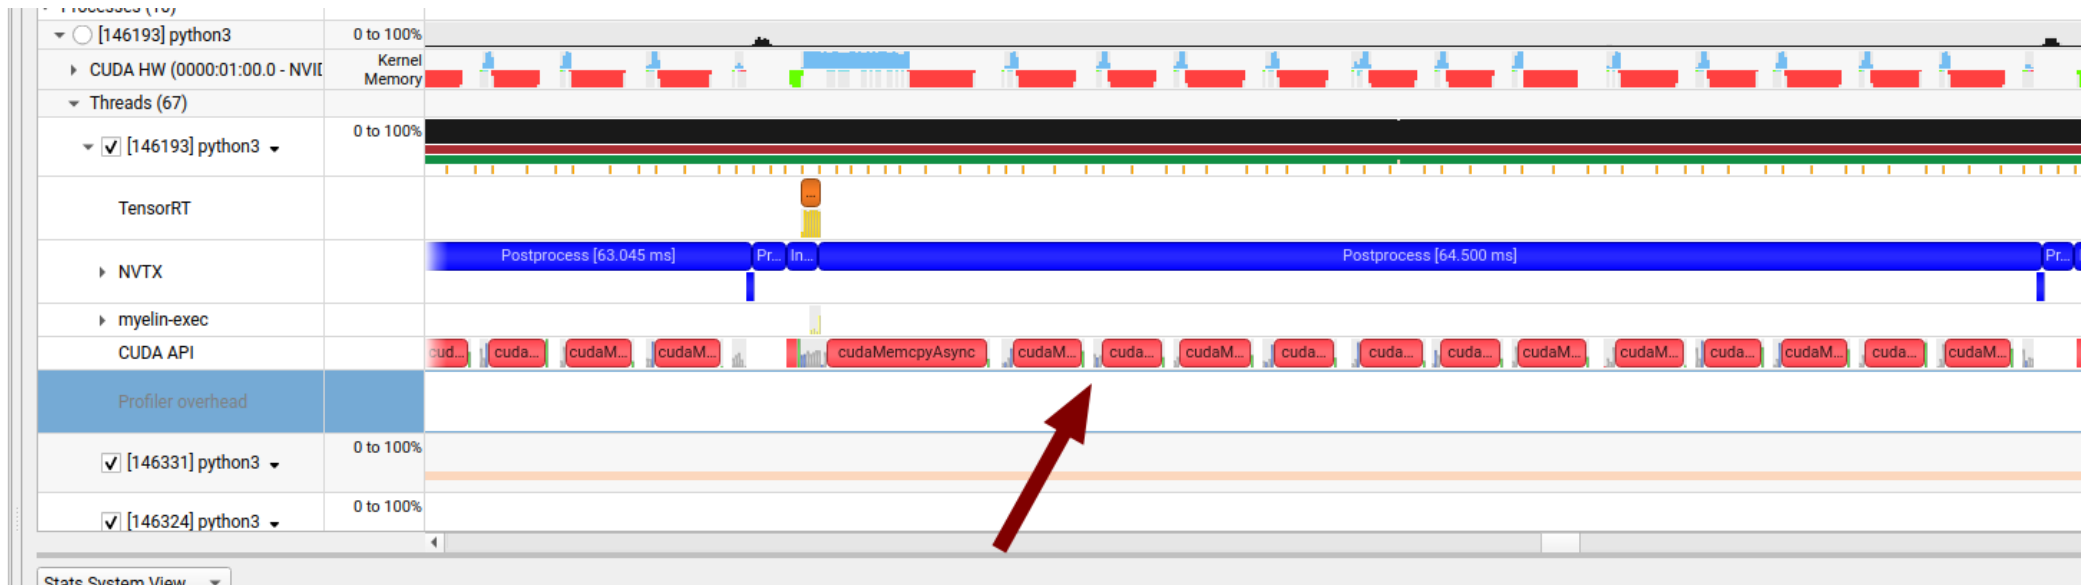 Processes (10)
[146193] python3
0 to 100%
CUDA HW (0000:01:00.0 - NVID
Kernel
Memory
Threads (67)
[146193] python3
0 to 100%
TensorRT
...
NVTX
Postprocess [63.045 ms]
Pr...
In...
Postprocess [64.500 ms]
Pr...
myelin-exec
CUDA API
cud...
cuda...
cudaM...
cudaM...
cudaMemcpyAsync
cudaM...
cuda...
cudaM...
cuda...
cuda...
cuda...
cudaM...
cudaM...
cuda...
cudaM...
cuda...
cudaM...
Profiler overhead
[146331] python3
0 to 100%
[146324] python3
0 to 100%
Stats System View